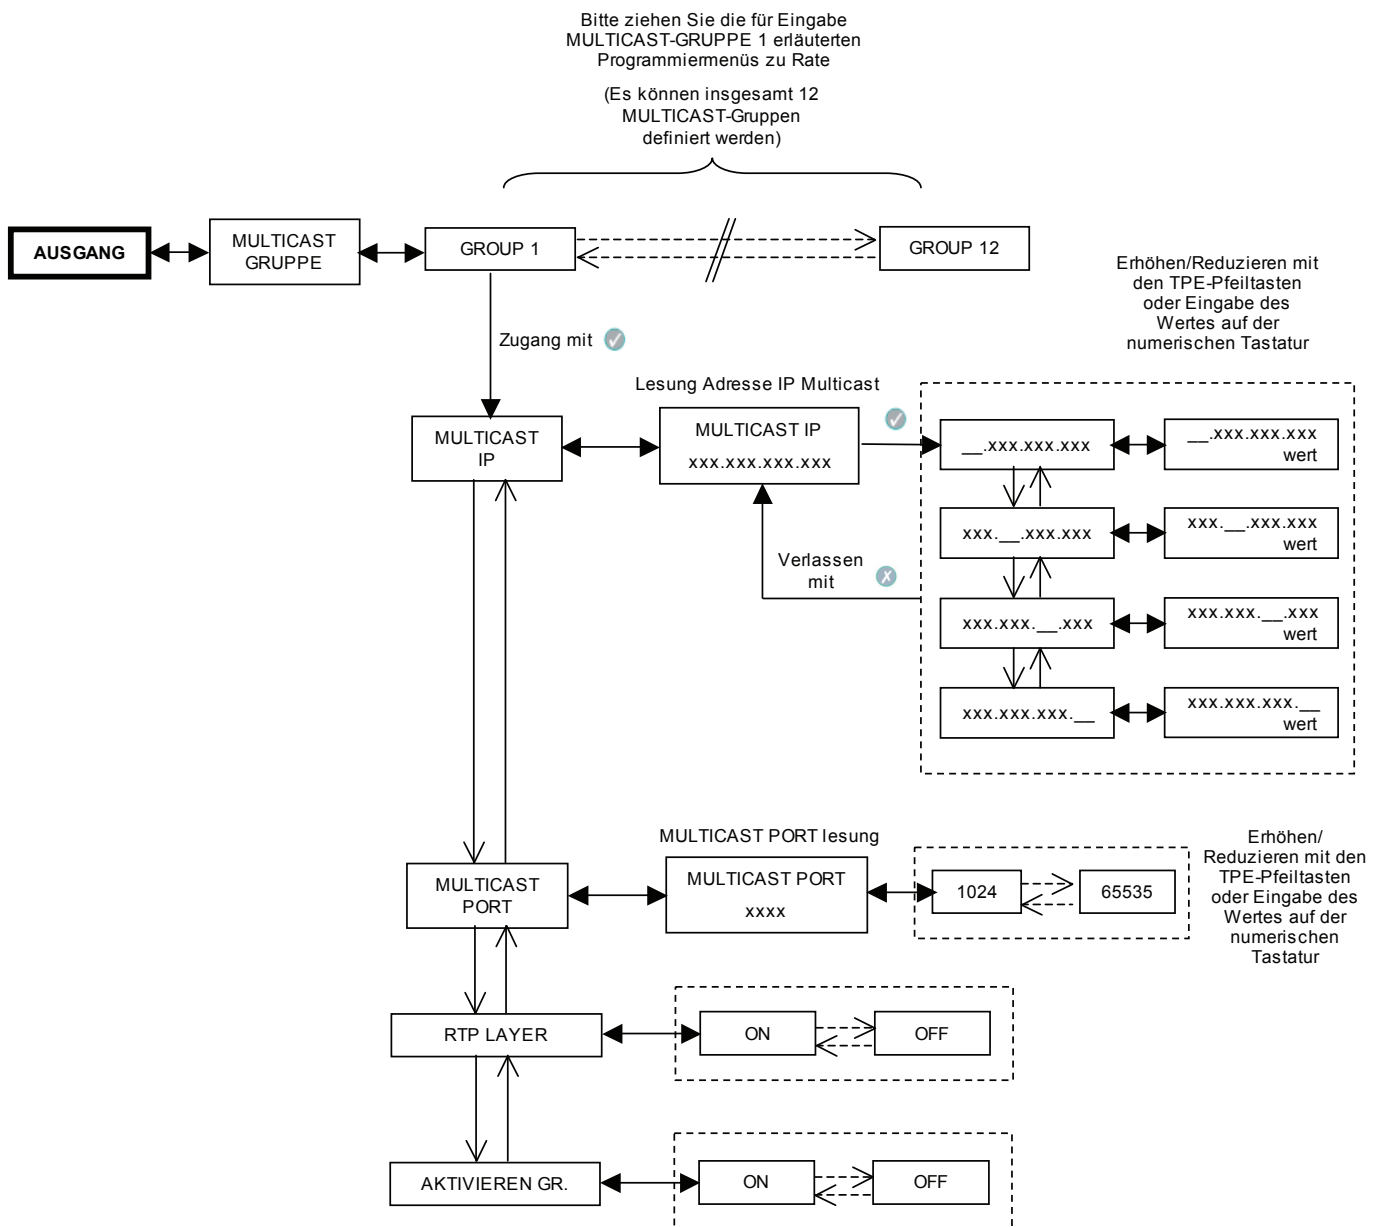 Bitte ziehen Sie die für Eingabe
MULTICAST-GRUPPE 1 erläuterten
Programmiermenüs zu Rate
(Es können insgesamt 12
MULTICAST-Gruppen
definiert werden)
AUSGANG
MULTICAST
GRUPPE
GROUP 1
GROUP 12
Erhöhen/Reduzieren mit
den TPE-Pfeiltasten
oder Eingabe des
Wertes auf der
numerischen Tastatur
Zugang mit
Lesung Adresse IP Multicast
MULTICAST
IP
MULTICAST IP
xxx.xxx.xxx.xxx
__.xxx.xxx.xxx
__.xxx.xxx.xxx
wert
xxx.__.xxx.xxx
xxx.__.xxx.xxx
wert
Verlassen
mit
xxx.xxx.__.xxx
xxx.xxx.__.xxx
wert
xxx.xxx.xxx.__
xxx.xxx.xxx.__
wert
MULTICAST PORT lesung
MULTICAST
PORT
MULTICAST PORT
xxxx
1024
65535
Erhöhen/
Reduzieren mit den
TPE-Pfeiltasten
oder Eingabe des
Wertes auf der
numerischen
Tastatur
RTP LAYER
ON
OFF
AKTIVIEREN GR.
ON
OFF